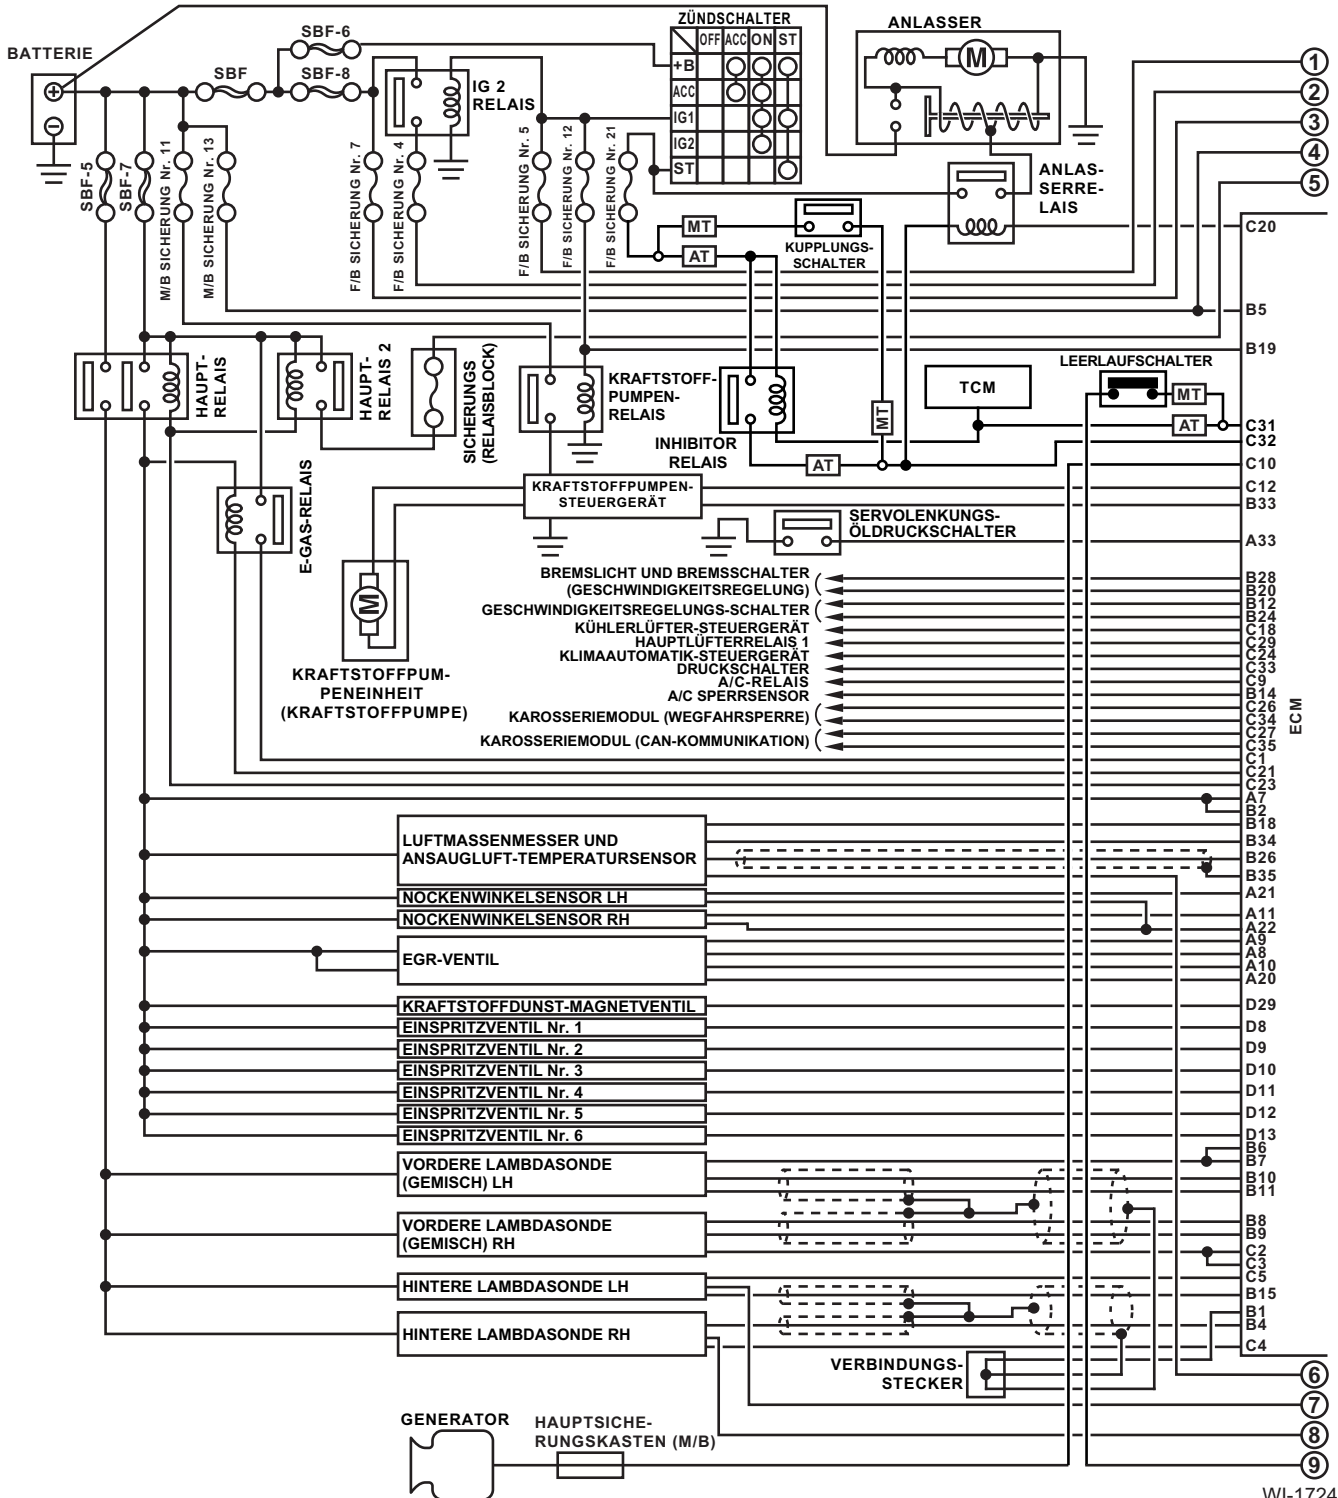 ZÜNDSCHALTER
OFF ACC ON ST
+B
ACC
IG1
IG2
ST
ANLASSER
M
SBF-6
BATTERIE
SBF
SBF-8
IG 2
RELAIS
SBF-5
SBF-7
M/B SICHERUNG Nr. 11
M/B SICHERUNG Nr. 13
F/B SICHERUNG Nr. 7
F/B SICHERUNG Nr. 4
F/B SICHERUNG Nr. 5
F/B SICHERUNG Nr. 12
F/B SICHERUNG Nr. 21
ANLAS-
SERRE-
LAIS
MT
AT
KUPPLUNGS-
SCHALTER
1
2
3
4
5
HAUPT-
RELAIS
HAUPT-
RELAIS 2
SICHERUNGS
(RELAISBLOCK)
KRAFTSTOFF-
PUMPEN-
RELAIS
INHIBITOR
RELAIS
MT
AT
TCM
LEERLAUFSCHALTER
MT
AT
E-GAS-RELAIS
KRAFTSTOFFPUMPEN-
STEUERGERÄT
SERVOLENKUNGS-
ÖLDRUCKSCHALTER
M
KRAFTSTOFFPUM-
PENEINHEIT
(KRAFTSTOFFPUMPE)
BREMSLICHT UND BREMSSCHALTER
(GESCHWINDIGKEITSREGELUNG)
GESCHWINDIGKEITSREGELUNGS-SCHALTER
KÜHLERLÜFTER-STEUERGERÄT
HAUPTLÜFTERRELAIS 1
KLIMAAUTOMATIK-STEUERGERÄT
DRUCKSCHALTER
A/C-RELAIS
A/C SPERRSENSOR
KAROSSERIEMODUL (WEGFAHRSPERRE)
KAROSSERIEMODUL (CAN-KOMMUNIKATION)
LUFTMASSENMESSER UND
ANSAUGLUFT-TEMPERATURSENSOR
NOCKENWINKELSENSOR LH
NOCKENWINKELSENSOR RH
EGR-VENTIL
KRAFTSTOFFDUNST-MAGNETVENTIL
EINSPRITZVENTIL Nr. 1
EINSPRITZVENTIL Nr. 2
EINSPRITZVENTIL Nr. 3
EINSPRITZVENTIL Nr. 4
EINSPRITZVENTIL Nr. 5
EINSPRITZVENTIL Nr. 6
VORDERE LAMBDASONDE
(GEMISCH) LH
VORDERE LAMBDASONDE
(GEMISCH) RH
HINTERE LAMBDASONDE LH
HINTERE LAMBDASONDE RH
VERBINDUNGS-
STECKER
GENERATOR
HAUPTSICHE-
RUNGSKASTEN (M/B)
C20
B5
B19
C31
C32
C10
C12
B33
A33
B28
B20
B12
B24
C18
C29
C24
C33
C9
B14
C26
C34
C27
C35
C1
C21
C23
A7
B2
B18
B34
B26
B35
A21
A11
A22
A9
A8
A10
A20
D29
D8
D9
D10
D11
D12
D13
B6
B7
B10
B11
B8
B9
C2
C3
C5
B15
B1
B4
C4
ECM
6
7
8
9
WI-1724